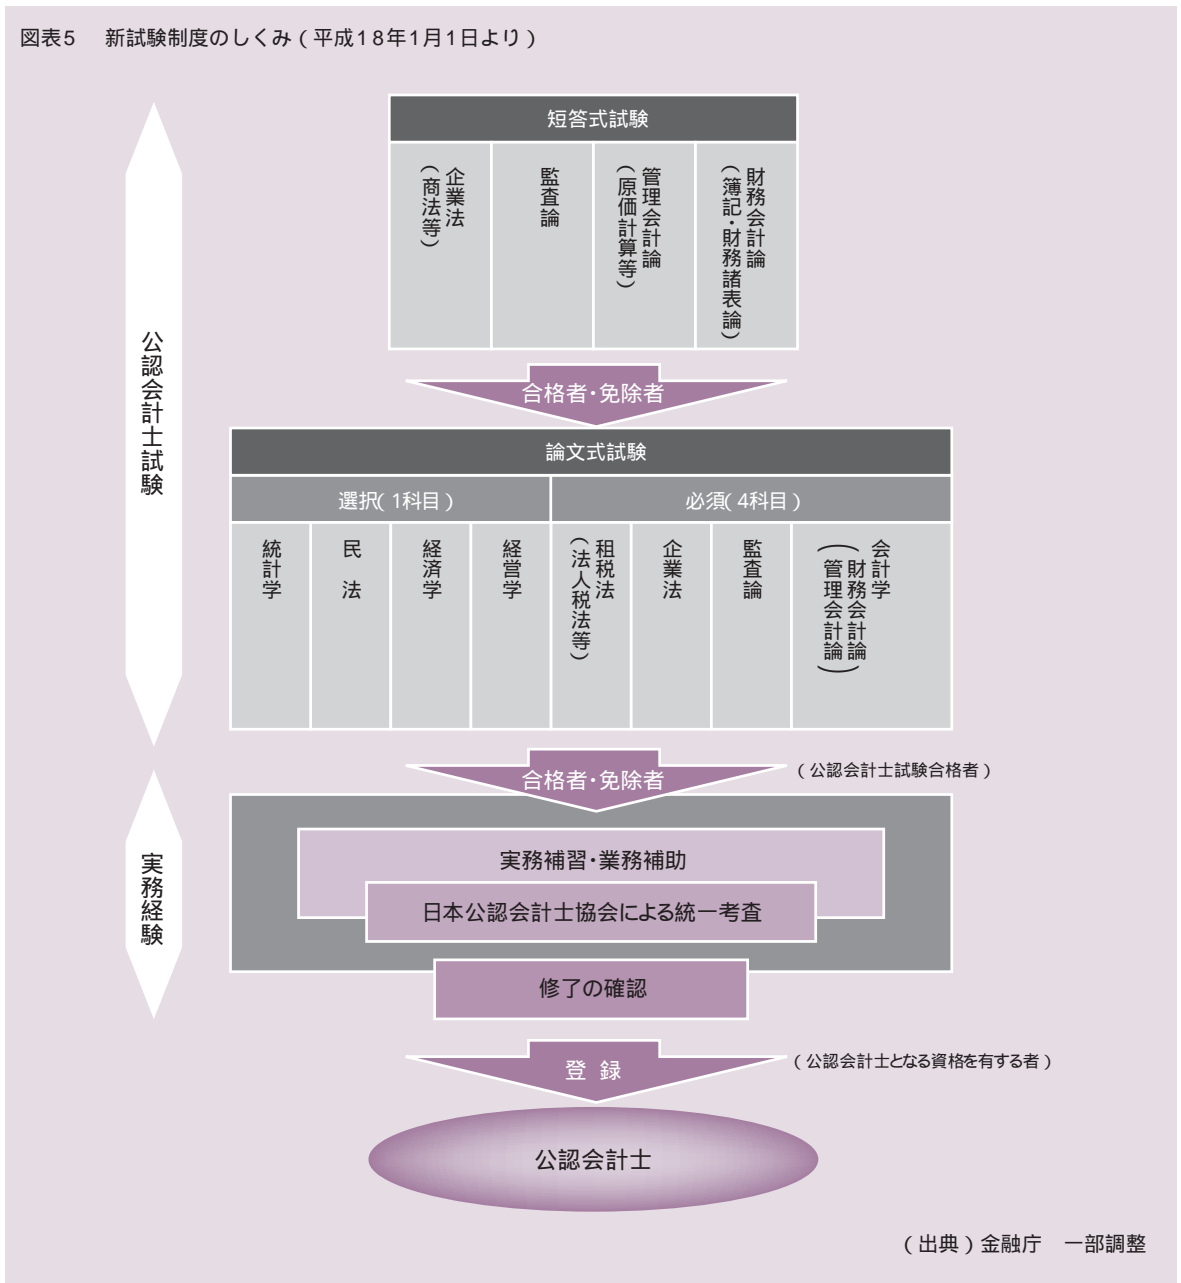 図表5 新試験制度のしくみ(平成18年1月1日より)
公認会計士試験
短答式試験
財務会計論
(簿記・財務諸表論)
管理会計論
(原価計算等)
監査論
企業法
(商法等)
合格者・免除者
論文式試験
選択(1科目)
必須(4科目)
会計学
(財務会計論)
(管理会計論)
監査論
企業法
租税法
(法人税法等)
経営学
経済学
民 法
統計学
合格者・免除者
(公認会計士試験合格者)
実務経験
実務補習・業務補助
日本公認会計士協会による統一考査
修了の確認
登 録
(公認会計士となる資格を有する者)
公認会計士
(出典)金融庁 一部調整